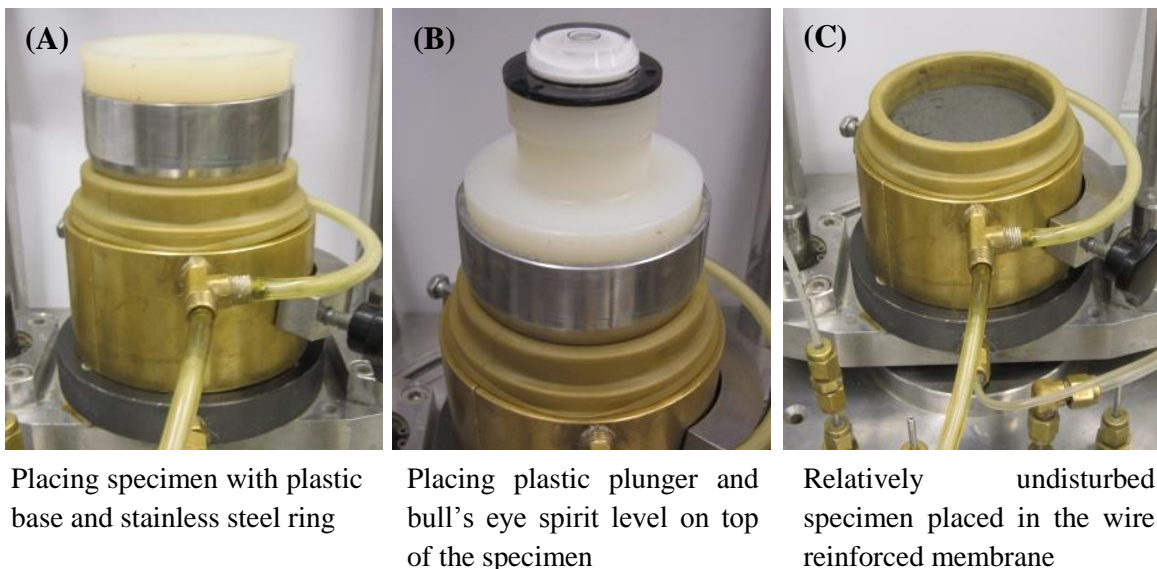 (A)
(B)
(C)
Placing specimen with plastic
base and stainless steel ring
Placing plastic plunger and
bull’s eye spirit level on top
of the specimen
Relatively undisturbed
specimen placed in the wire
reinforced membrane